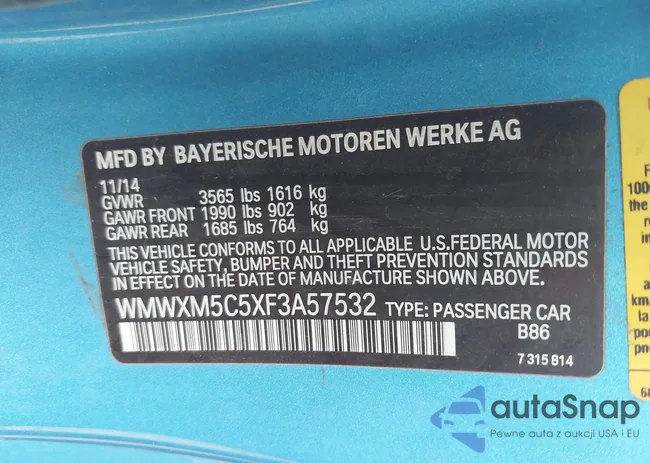 MFD BY BAYERISCHE MOTOREN WERKE AG
11/14
GVWR 3565 lbs 1616 kg
GAWR FRONT 1990 lbs 902 kg
GAWR REAR 1685 lbs 764 kg
THIS VEHICLE CONFORMS TO ALL APPLICABLE U.S.FEDERAL MOTOR
VEHICLE SAFETY, BUMPER AND THEFT PREVENTION STANDARDS
IN EFFECT ON THE DATE OF MANUFACTURE SHOWN ABOVE.
WMWXM5C5XF3A57532 TYPE: PASSENGER CAR
B86
7 315 814
the
la
autaSnap
Pewne auta z aukcji USA i EU